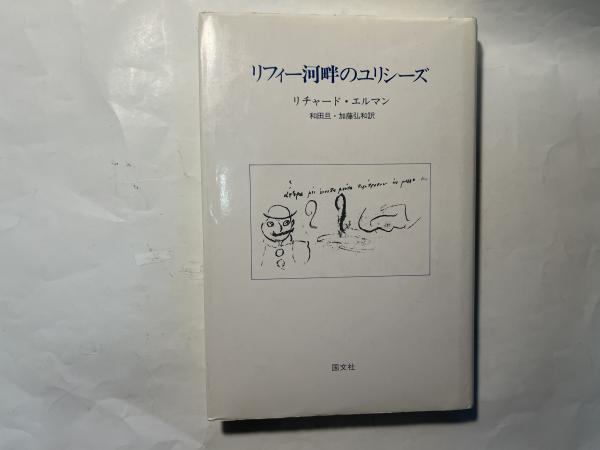 リフィー河畔のユリシーズ
リチャード・エルマン
和田旦・加藤弘和訳
国文社